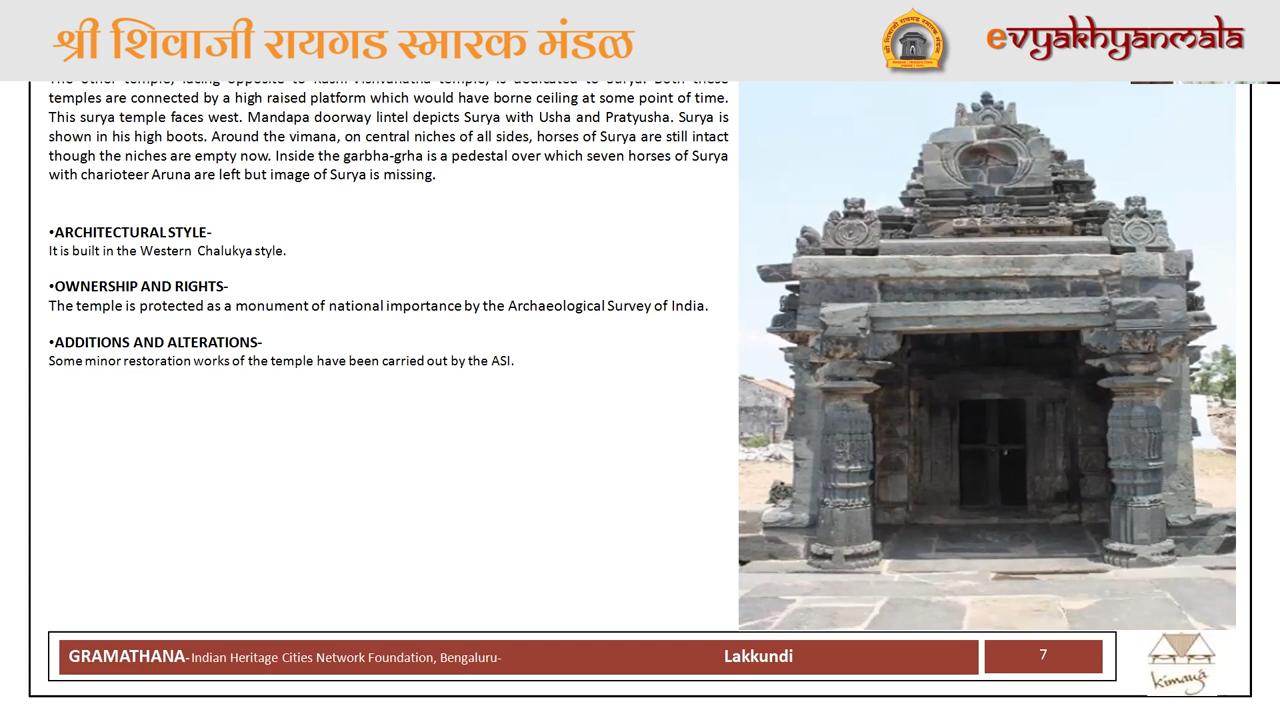 श्री शिवाजी रायगड स्मारक मंडळ
evyakhyanmala
temples are connected by a high raised platform which would have borne ceiling at some point of time.
This surya temple faces west. Mandapa doorway lintel depicts Surya with Usha and Pratyusha. Surya is
shown in his high boots. Around the vimana, on central niches of all sides, horses of Surya are still intact
though the niches are empty now. Inside the garbha-grha is a pedestal over which seven horses of Surya
with charioteer Aruna are left but image of Surya is missing.
•ARCHITECTURAL STYLE-
It is built in the Western Chalukya style.
•OWNERSHIP AND RIGHTS-
The temple is protected as a monument of national importance by the Archaeological Survey of India.
•ADDITIONS AND ALTERATIONS-
Some minor restoration works of the temple have been carried out by the ASI.
GRAMATHANA-Indian Heritage Cities Network Foundation, Bengaluru- Lakkundi 7
kimaya